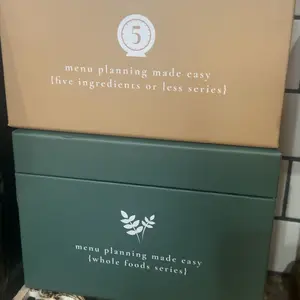 5
menu planning made easy
{five ingredients or less series}
menu planning made easy
{whole foods series}